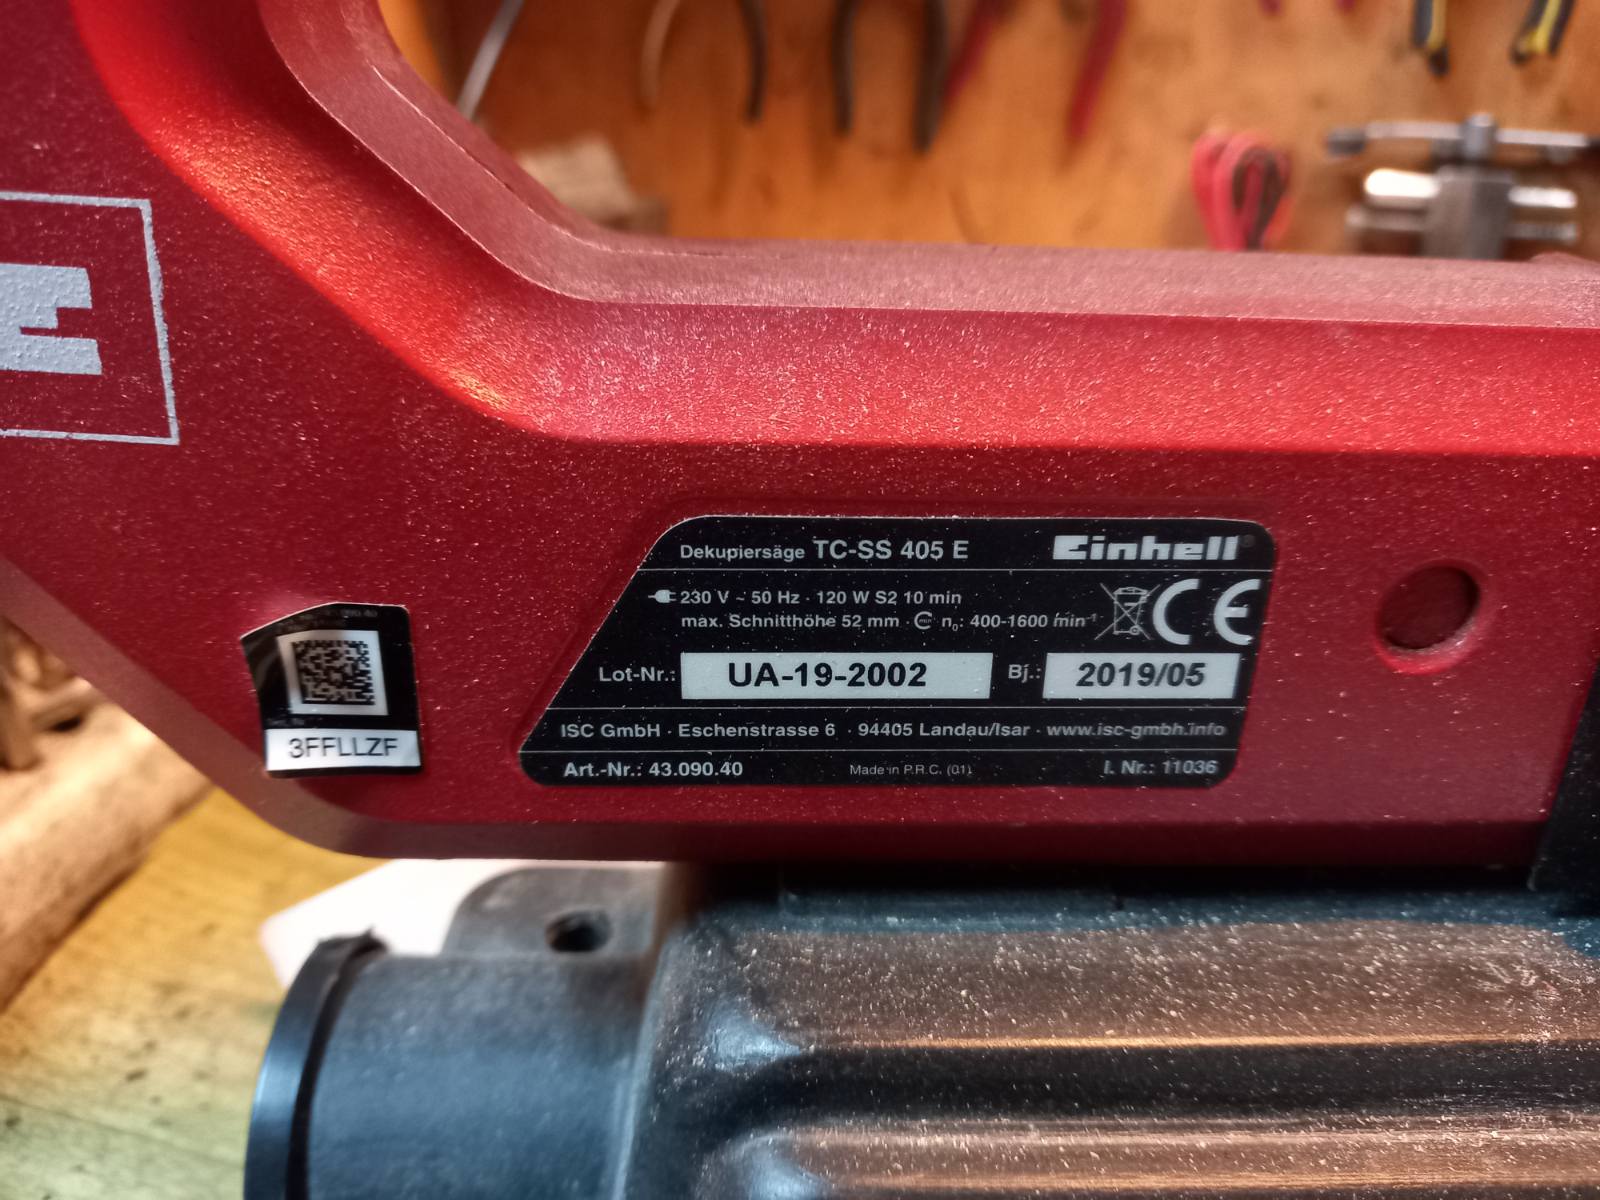 Dekupiersäge TC-SS 405 E
Einhell®
230 V ~ 50 Hz · 120 W S2 10 min
max. Schnitthöhe 52 mm · n₀: 400-1600 min⁻¹
CE
Lot-Nr.: UA-19-2002 Bj.: 2019/05
ISC GmbH · Eschenstrasse 6 · 94405 Landau/Isar · www.isc-gmbh.info
Art.-Nr.: 43.090.40 Made in P.R.C. (01) I. Nr.: 11036
3FFLLZF